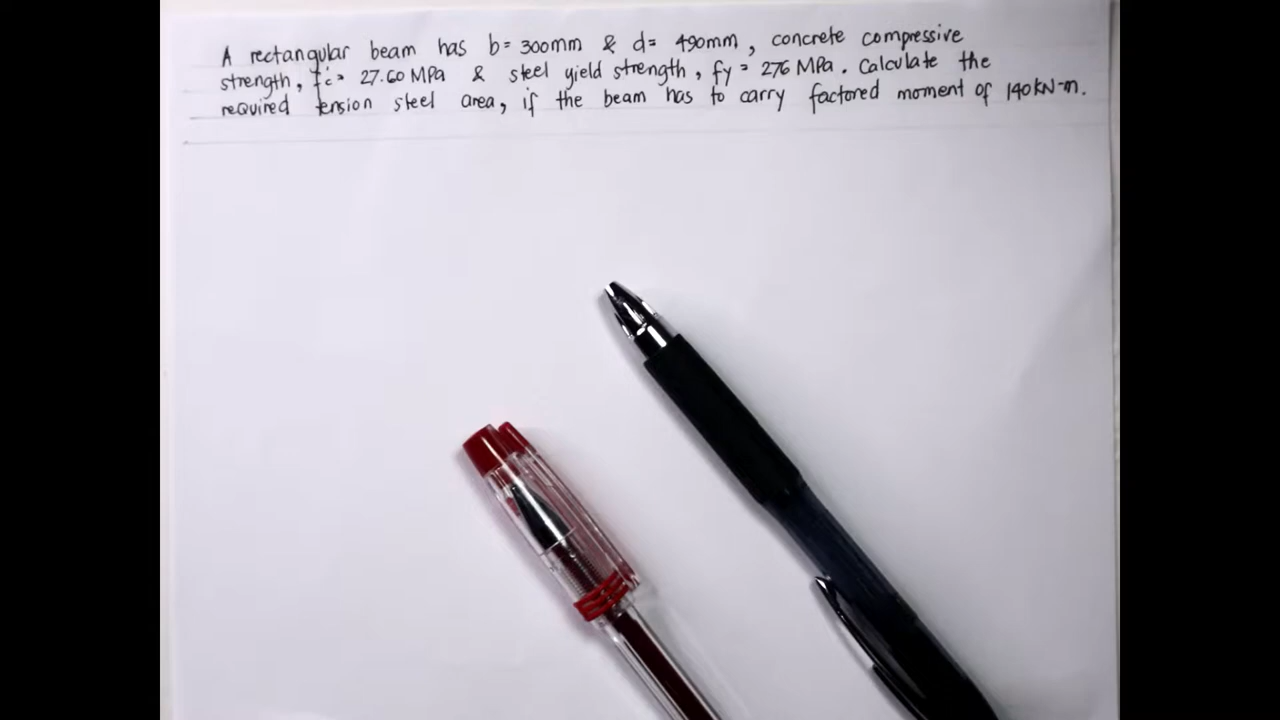 A rectangular beam has b= 300mm & d= 490mm, concrete compressive
strength, f'c= 27.60 MPa & steel yield strength, fy = 276 MPa. Calculate the
required tension steel area, if the beam has to carry factored moment of 140kN-m.